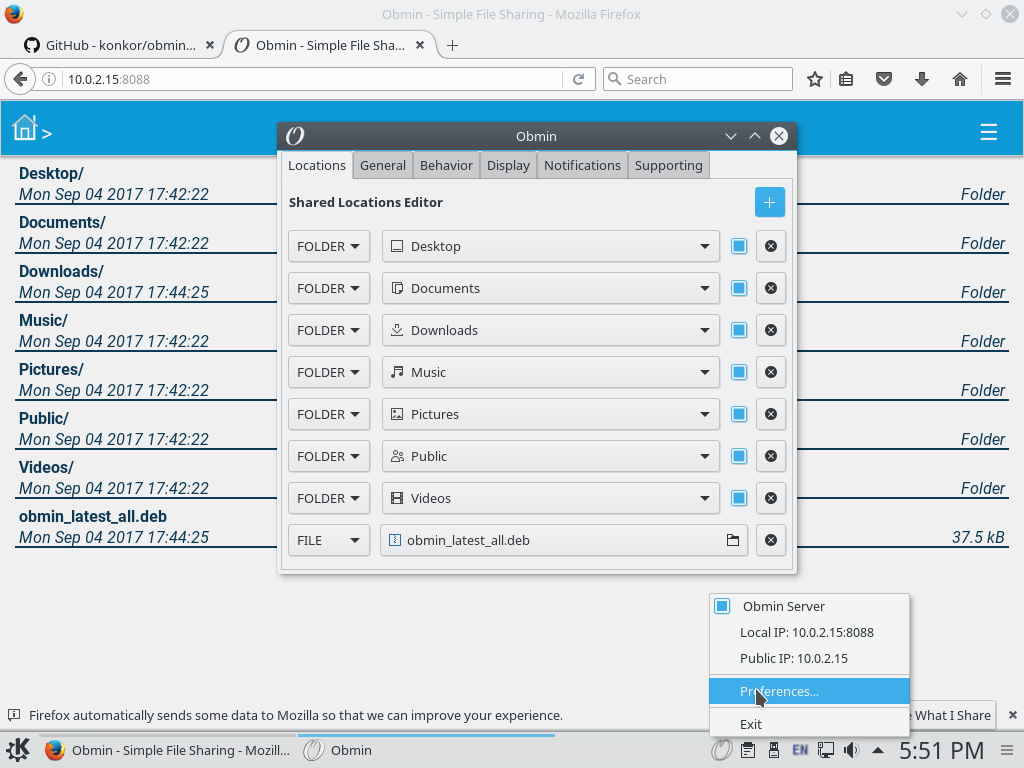 Obmin - Simple File Sharing - Mozilla Firefox
GitHub - konkor/obmin...
Obmin - Simple File Sha...
10.0.2.15:8088
Search
>
Obmin
Locations General Behavior Display Notifications Supporting
Shared Locations Editor
FOLDER Desktop
FOLDER Documents
FOLDER Downloads
FOLDER Music
FOLDER Pictures
FOLDER Public
FOLDER Videos
FILE obmin_latest_all.deb
Desktop/
Mon Sep 04 2017 17:42:22 Folder
Documents/
Mon Sep 04 2017 17:42:22 Folder
Downloads/
Mon Sep 04 2017 17:44:25 Folder
Music/
Mon Sep 04 2017 17:42:22 Folder
Pictures/
Mon Sep 04 2017 17:42:22 Folder
Public/
Mon Sep 04 2017 17:42:22 Folder
Videos/
Mon Sep 04 2017 17:42:22 Folder
obmin_latest_all.deb
Mon Sep 04 2017 17:44:25 37.5 kB
Obmin Server
Local IP: 10.0.2.15:8088
Public IP: 10.0.2.15
Preferences...
Exit
Firefox automatically sends some data to Mozilla so that we can improve your experience.
What I Share
Obmin - Simple File Sharing - Mozill...
Obmin
EN
5:51 PM